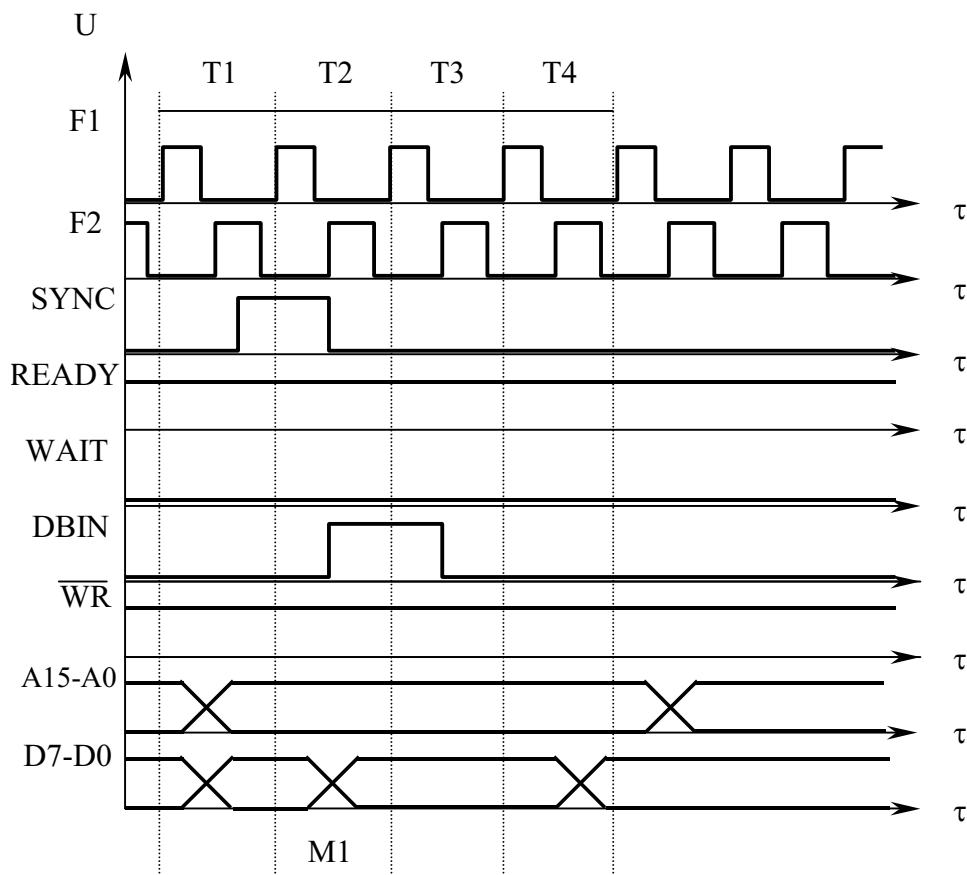 U
T1 T2 T3 T4
F1
τ
F2
τ
SYNC
τ
READY
τ
WAIT
τ
DBIN
τ
WR
τ
A15-A0
τ
D7-D0
τ
M1